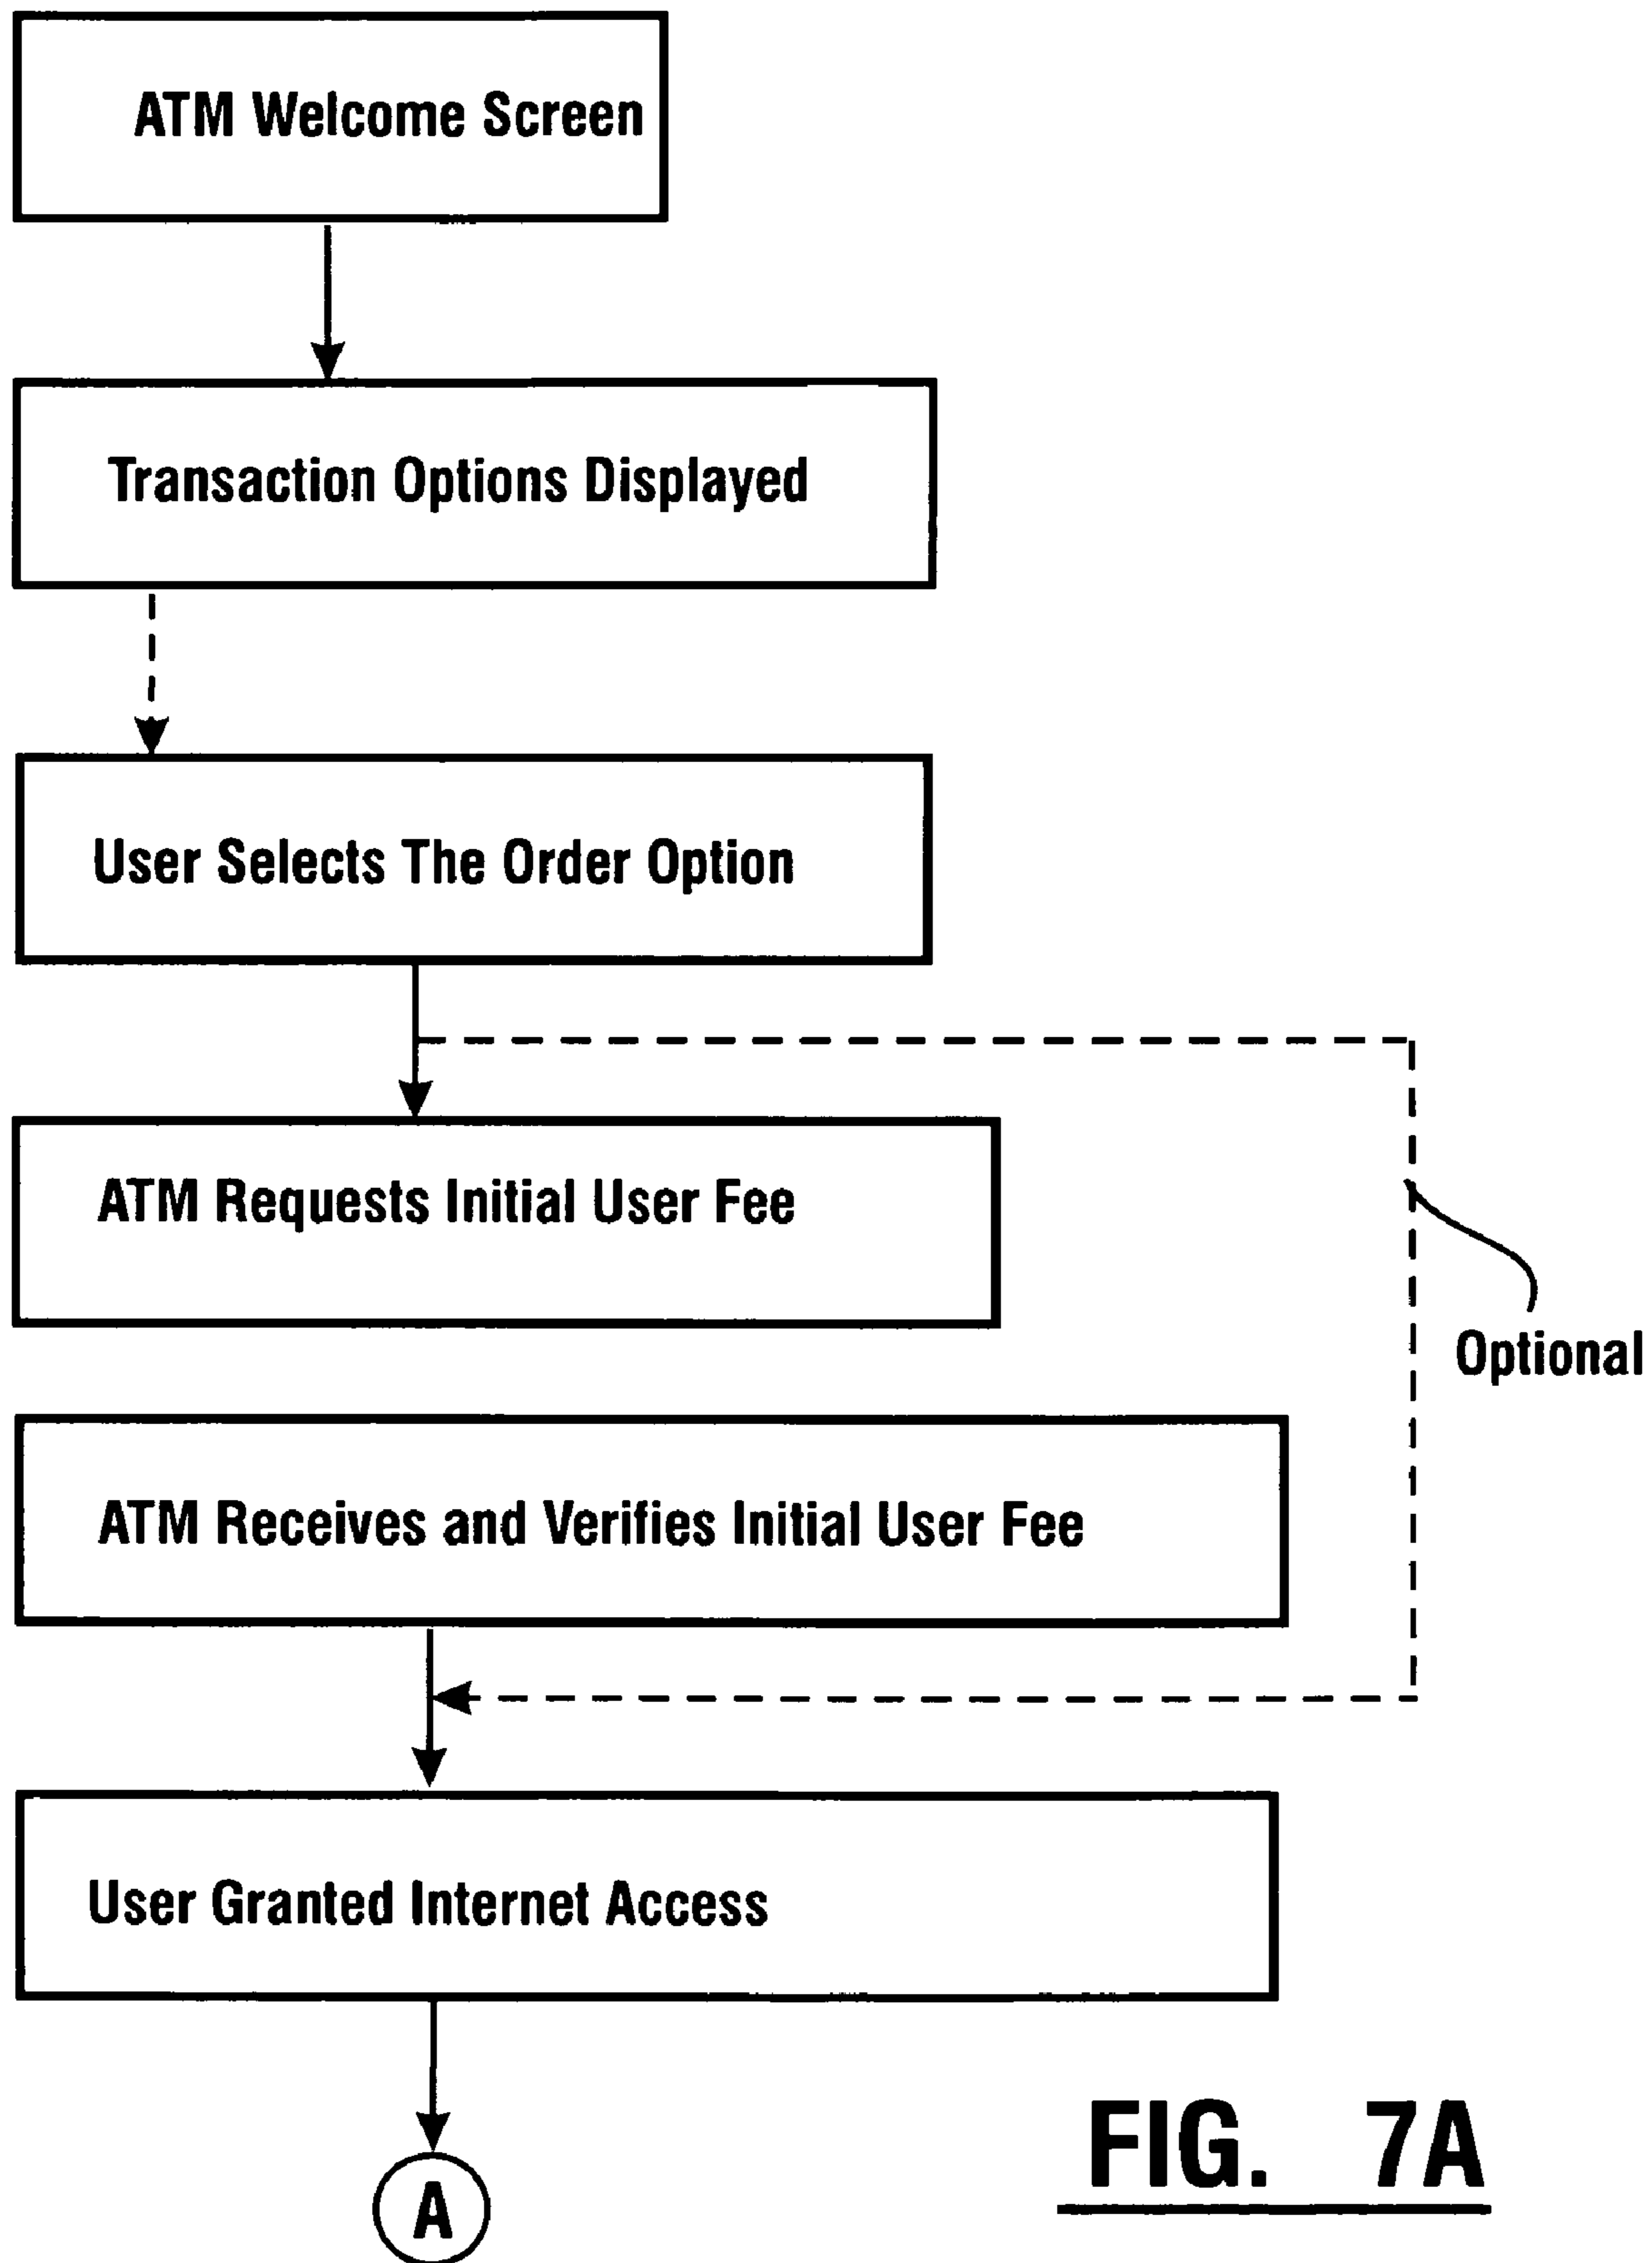 ATM Welcome Screen
Transaction Options Displayed
User Selects The Order Option
ATM Requests Initial User Fee
Optional
ATM Receives and Verifies Initial User Fee
User Granted Internet Access
A
FIG. 7A